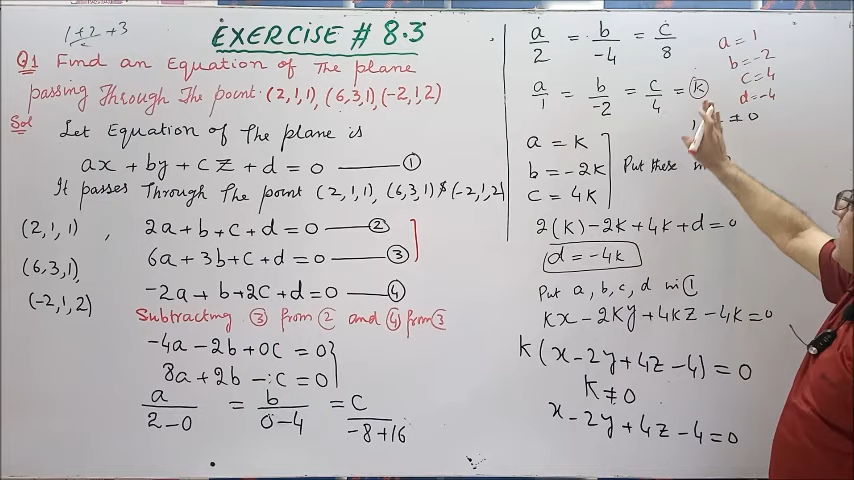 1 + 2 + 3
EXERCISE # 8.3
Q1 Find an Equation of The plane
passing Through The point (2,1,1), (6,3,1), (-2,1,2)
Sol Let Equation of The plane is
ax + by + cz + d = 0 ——— ①
It passes Through The point (2,1,1), (6,3,1) & (-2,1,2)
(2,1,1) , 2a + b + c + d = 0 ——— ②
(6,3,1), 6a + 3b + c + d = 0 ——— ③
(-2,1,2) -2a + b + 2c + d = 0 ——— ④
Subtracting ③ from ② and ④ from ③
-4a - 2b + 0c = 0
8a + 2b - c = 0
a/2-0 = b/0-4 = c/-8+16
a/2 = b/-4 = c/8
a/1 = b/-2 = c/4 = k
a = 1
b = -2
c = 4
d = -4
≠ 0
a = k
b = -2k
c = 4k
Put these in
2(k) - 2k + 4k + d = 0
d = -4k
Put a, b, c, d in ①
kx - 2ky + 4kz - 4k = 0
k(x - 2y + 4z - 4) = 0
k ≠ 0
x - 2y + 4z - 4 = 0